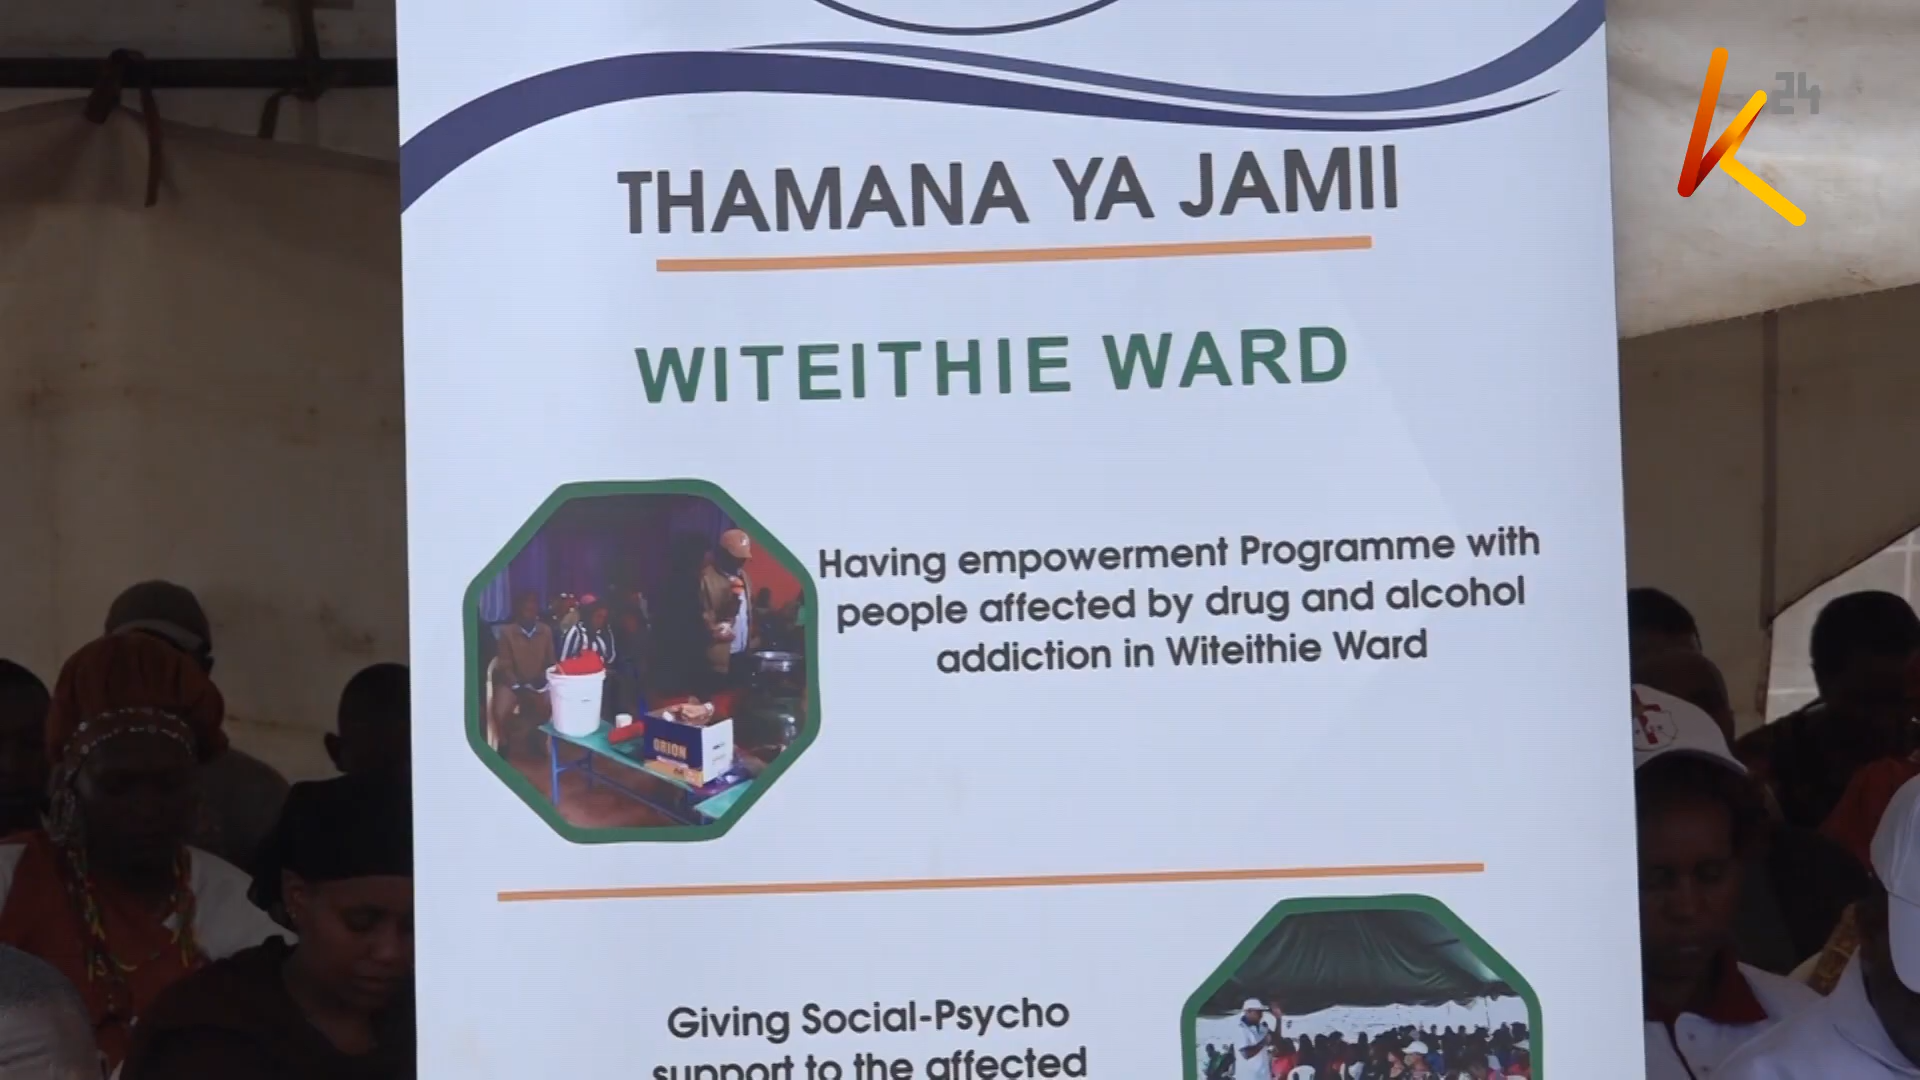 24
THAMANA YA JAMII
WITEITHIE WARD
Having empowerment Programme with
people affected by drug and alcohol
addiction in Witeithie Ward
ORION
Giving Social-Psycho
support to the affected